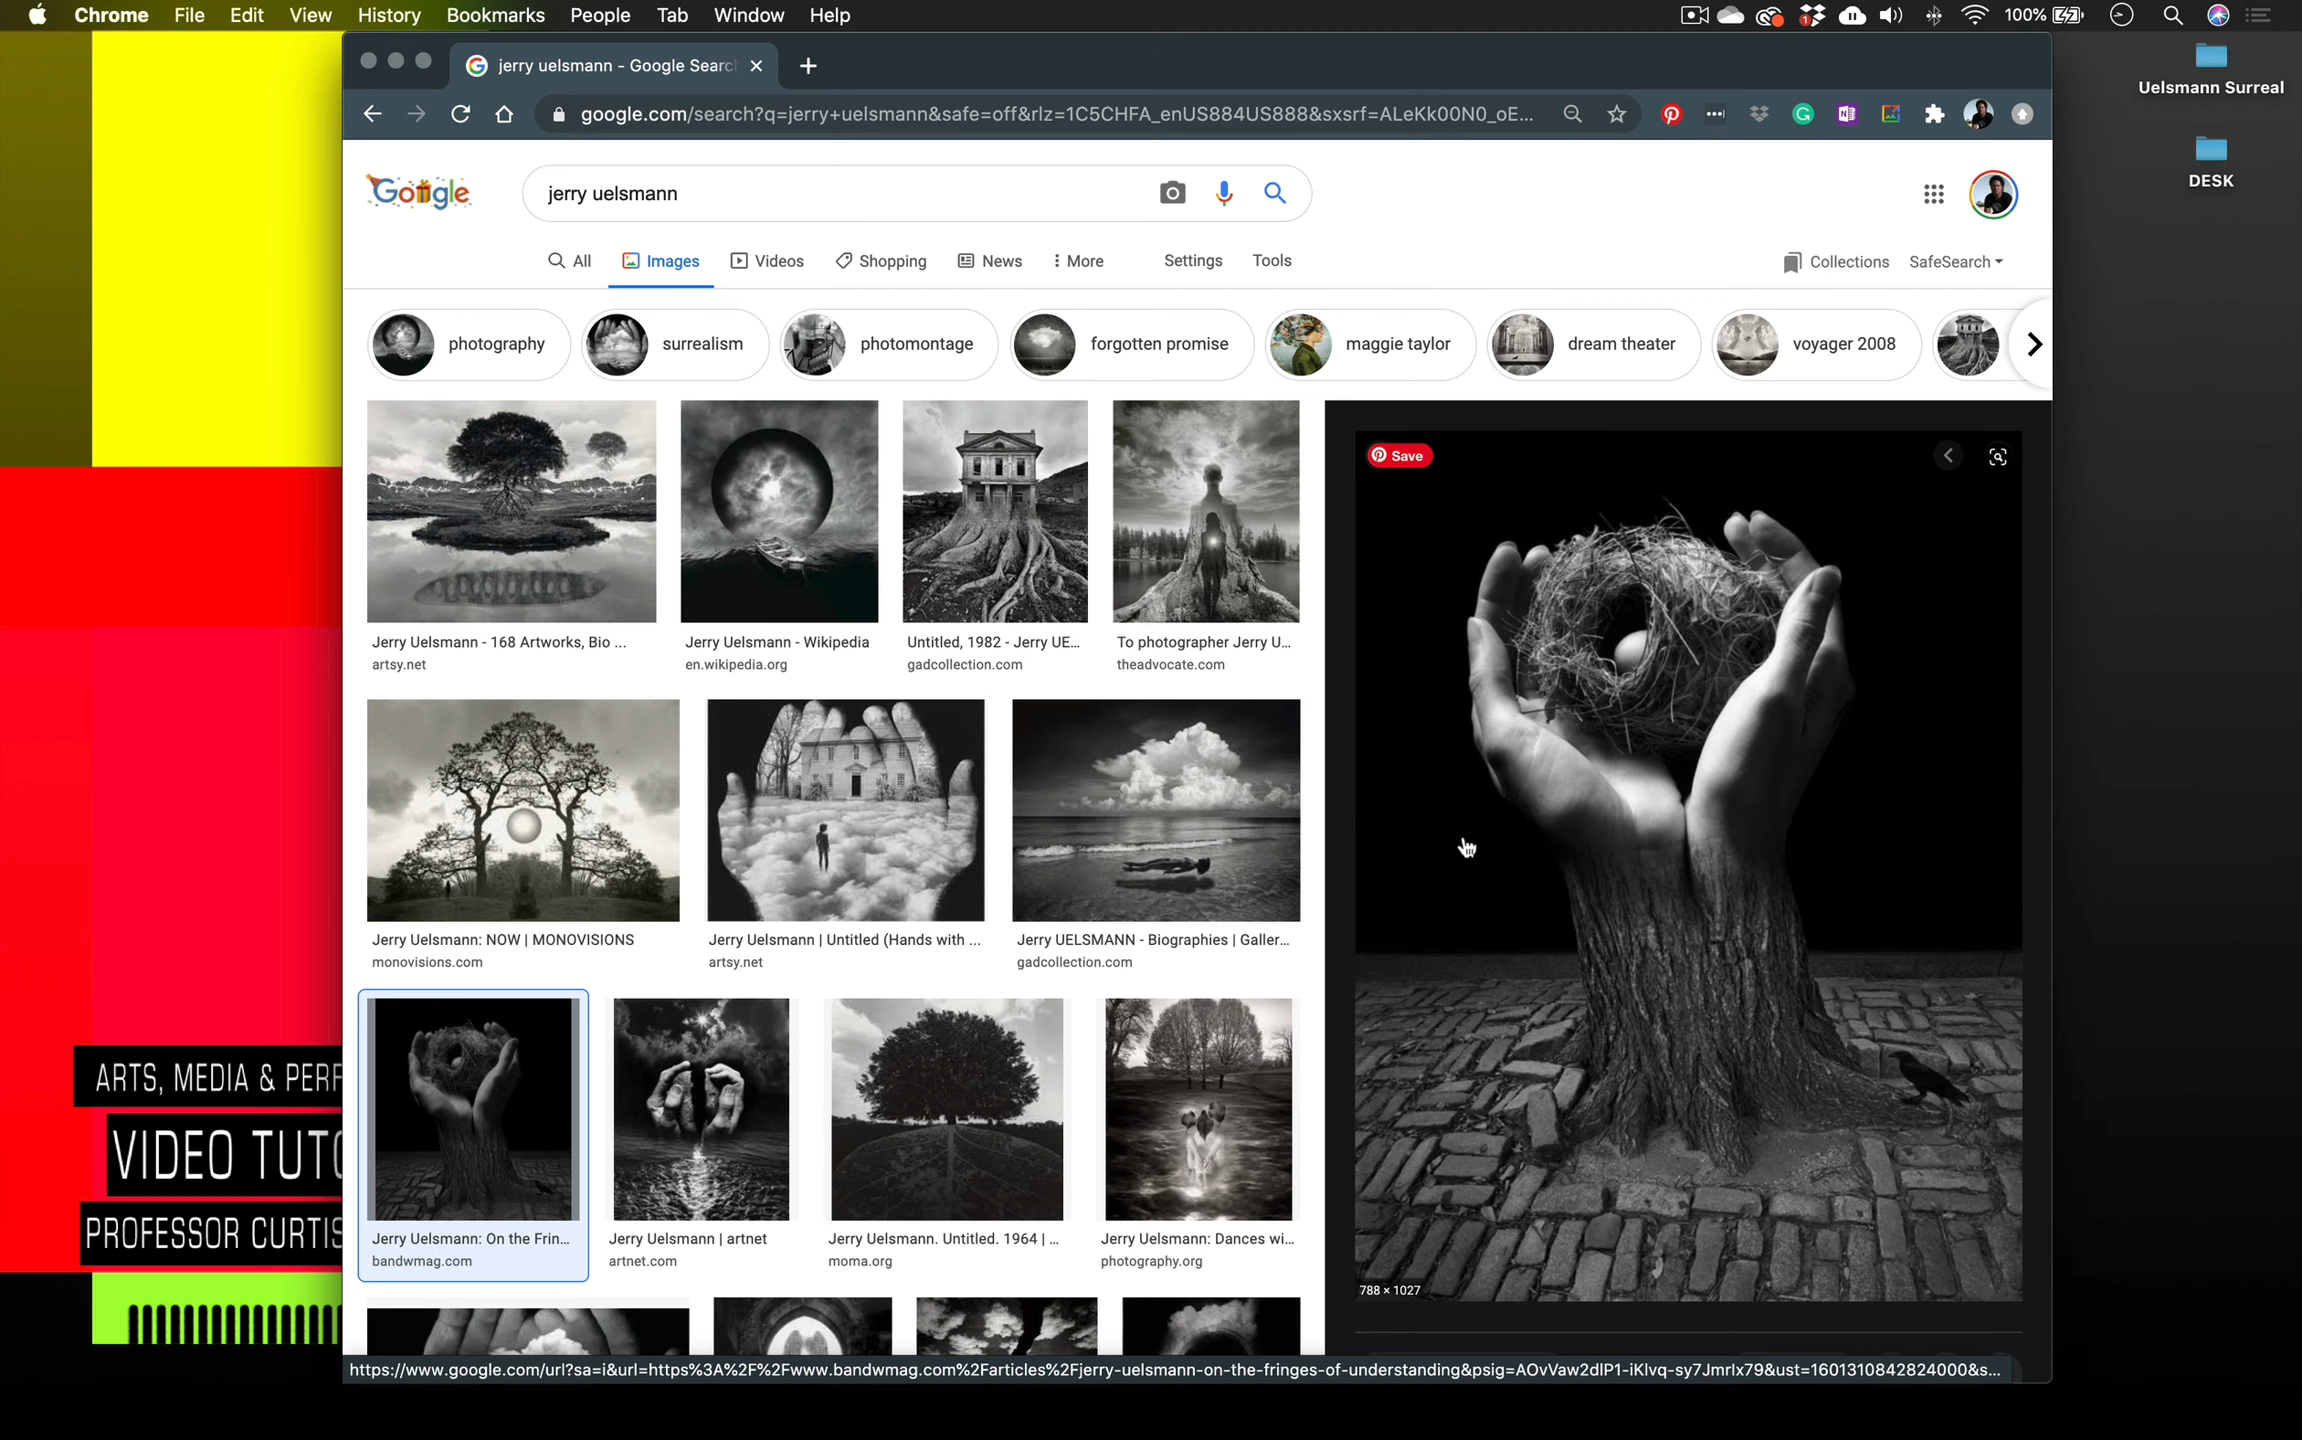 Chrome File Edit View History Bookmarks People Tab Window Help
1
100%
jerry uelsmann - Google Searc
google.com/search?q=jerry+uelsmann&safe=off&rlz=1C5CHFA_enUS884US888&sxsrf=ALeKk00N0_oE...
Google
jerry uelsmann
All Images Videos Shopping News More Settings Tools
Collections SafeSearch
photography surrealism photomontage forgotten promise maggie taylor dream theater voyager 2008
Save
Jerry Uelsmann - 168 Artworks, Bio ...
artsy.net
Jerry Uelsmann - Wikipedia
en.wikipedia.org
Untitled, 1982 - Jerry UE...
gadcollection.com
To photographer Jerry U...
theadvocate.com
Jerry Uelsmann: NOW | MONOVISIONS
monovisions.com
Jerry Uelsmann | Untitled (Hands with ...
artsy.net
Jerry UELSMANN - Biographies | Galler...
gadcollection.com
Jerry Uelsmann: On the Frin...
bandwmag.com
Jerry Uelsmann | artnet
artnet.com
Jerry Uelsmann. Untitled. 1964 | ...
moma.org
Jerry Uelsmann: Dances wi...
photography.org
788 × 1027
https://www.google.com/url?sa=i&url=https%3A%2F%2Fwww.bandwmag.com%2Farticles%2Fjerry-uelsmann-on-the-fringes-of-understanding&psig=AOvVaw2dlP1-iKlvq-sy7Jmrlx79&ust=1601310842824000&s...
Uelsmann Surreal
DESK
ARTS, MEDIA & PERF
VIDEO TUTO
PROFESSOR CURTIS